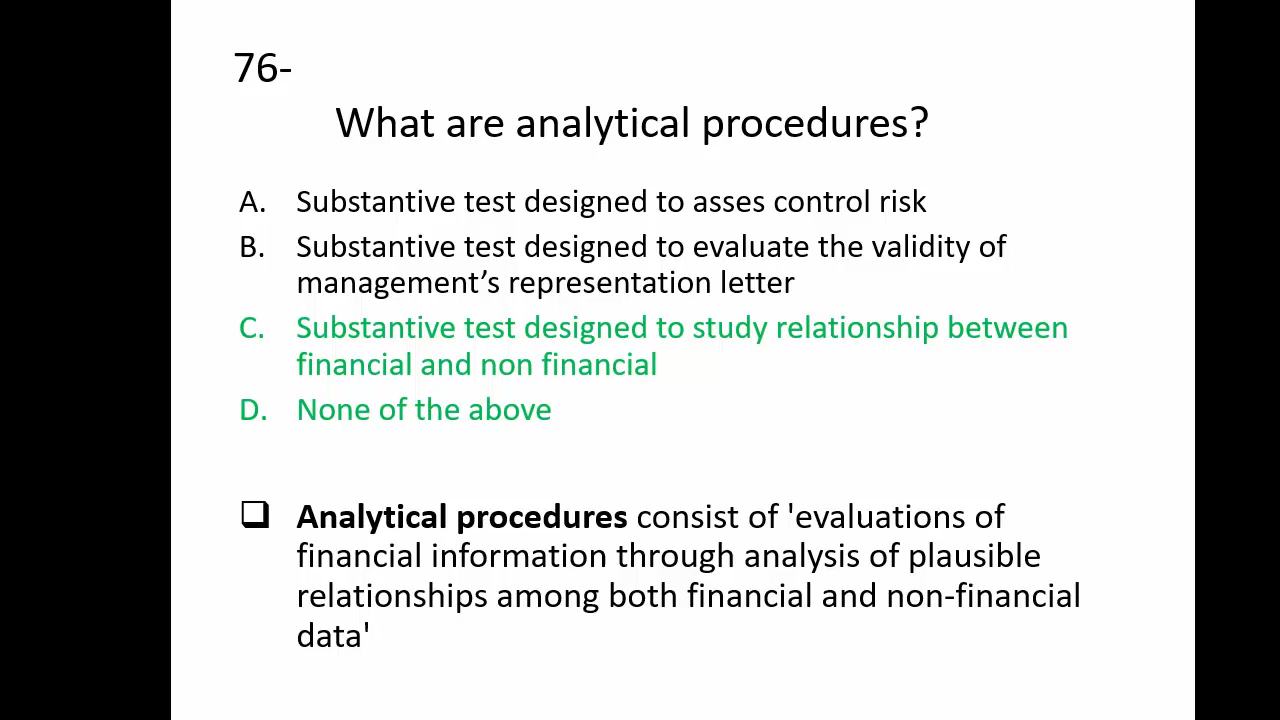 76-
What are analytical procedures?
A. Substantive test designed to asses control risk
B. Substantive test designed to evaluate the validity of
management’s representation letter
C. Substantive test designed to study relationship between
financial and non financial
D. None of the above
❑ Analytical procedures consist of 'evaluations of
financial information through analysis of plausible
relationships among both financial and non-financial
data'